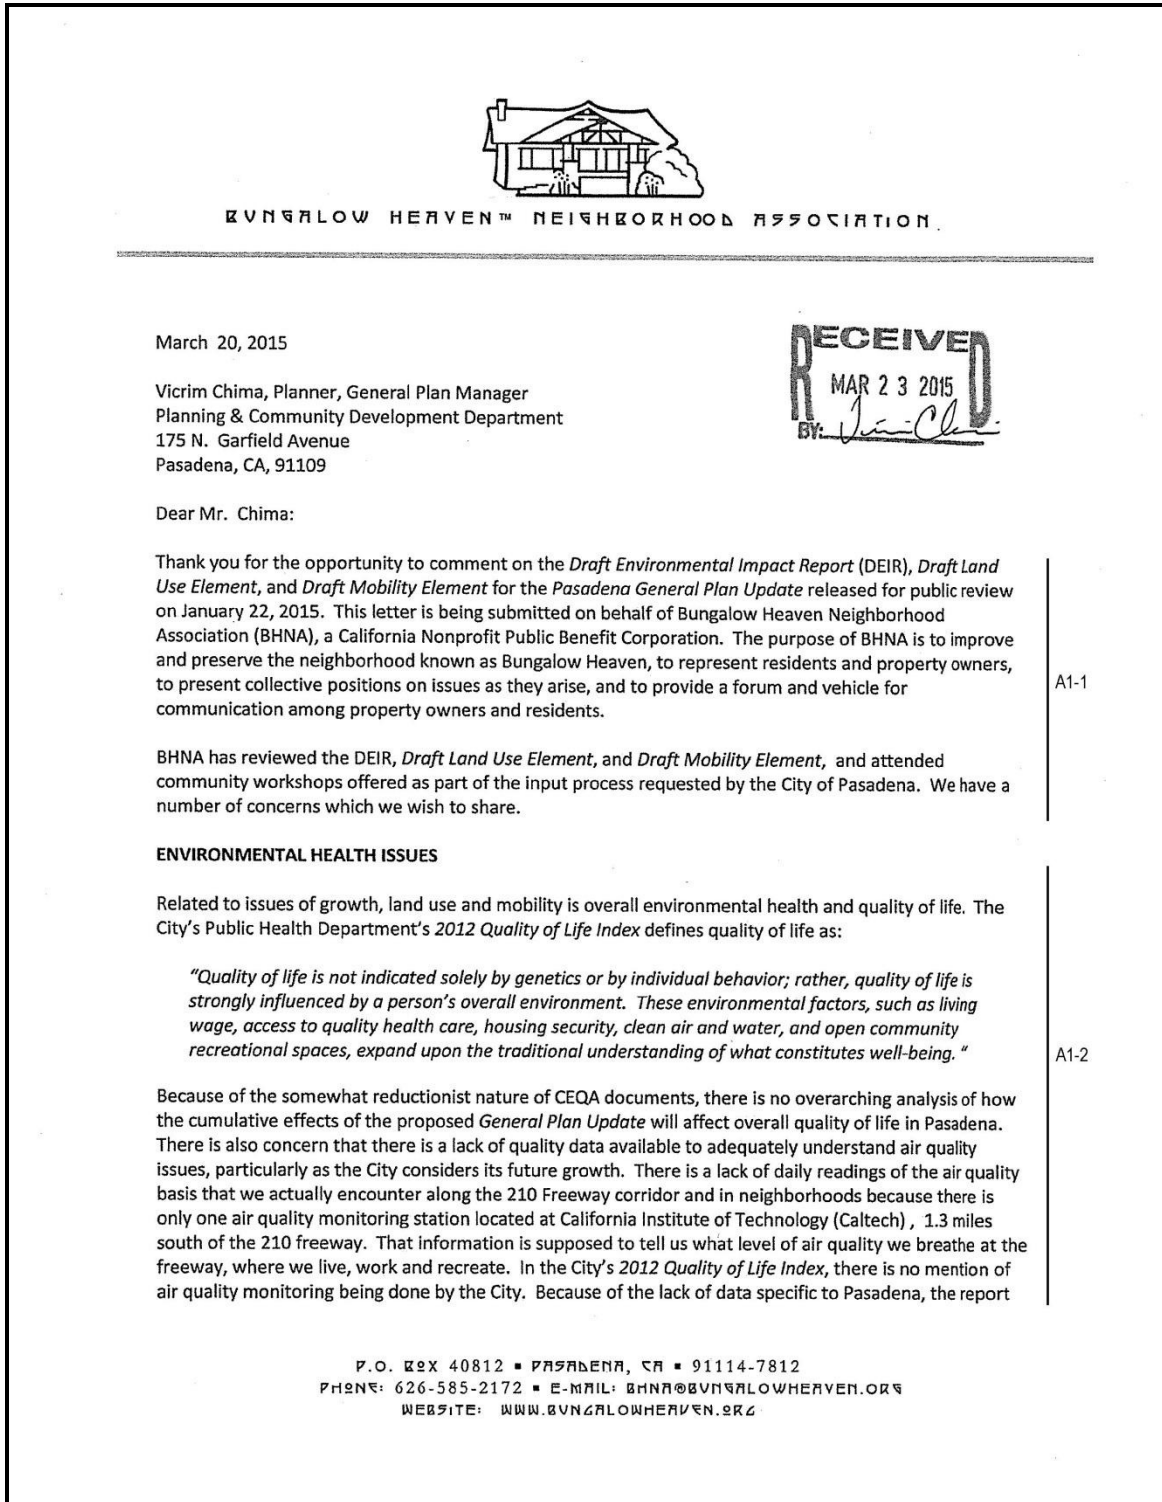 BUNGALOW HEAVEN™ NEIGHBORHOOD ASSOCIATION
March 20, 2015
RECEIVED
MAR 23 2015
BY:
Vicrim Chima, Planner, General Plan Manager
Planning & Community Development Department
175 N. Garfield Avenue
Pasadena, CA, 91109
Dear Mr. Chima:
Thank you for the opportunity to comment on the Draft Environmental Impact Report (DEIR), Draft Land
Use Element, and Draft Mobility Element for the Pasadena General Plan Update released for public review
on January 22, 2015. This letter is being submitted on behalf of Bungalow Heaven Neighborhood
Association (BHNA), a California Nonprofit Public Benefit Corporation. The purpose of BHNA is to improve
and preserve the neighborhood known as Bungalow Heaven, to represent residents and property owners,
to present collective positions on issues as they arise, and to provide a forum and vehicle for
communication among property owners and residents.
A1-1
BHNA has reviewed the DEIR, Draft Land Use Element, and Draft Mobility Element, and attended
community workshops offered as part of the input process requested by the City of Pasadena. We have a
number of concerns which we wish to share.
ENVIRONMENTAL HEALTH ISSUES
Related to issues of growth, land use and mobility is overall environmental health and quality of life. The
City's Public Health Department's 2012 Quality of Life Index defines quality of life as:
"Quality of life is not indicated solely by genetics or by individual behavior; rather, quality of life is
strongly influenced by a person's overall environment. These environmental factors, such as living
wage, access to quality health care, housing security, clean air and water, and open community
recreational spaces, expand upon the traditional understanding of what constitutes well-being. "
A1-2
Because of the somewhat reductionist nature of CEQA documents, there is no overarching analysis of how
the cumulative effects of the proposed General Plan Update will affect overall quality of life in Pasadena.
There is also concern that there is a lack of quality data available to adequately understand air quality
issues, particularly as the City considers its future growth. There is a lack of daily readings of the air quality
basis that we actually encounter along the 210 Freeway corridor and in neighborhoods because there is
only one air quality monitoring station located at California Institute of Technology (Caltech) , 1.3 miles
south of the 210 freeway. That information is supposed to tell us what level of air quality we breathe at the
freeway, where we live, work and recreate. In the City's 2012 Quality of Life Index, there is no mention of
air quality monitoring being done by the City. Because of the lack of data specific to Pasadena, the report
P.O. BOX 40812 ▪ PASADENA, CA ▪ 91114-7812
PHONE: 626-585-2172 ▪ E-MAIL: BHNA@BUNGALOWHEAVEN.ORG
WEBSITE: WWW.BUNGALOWHEAVEN.ORG